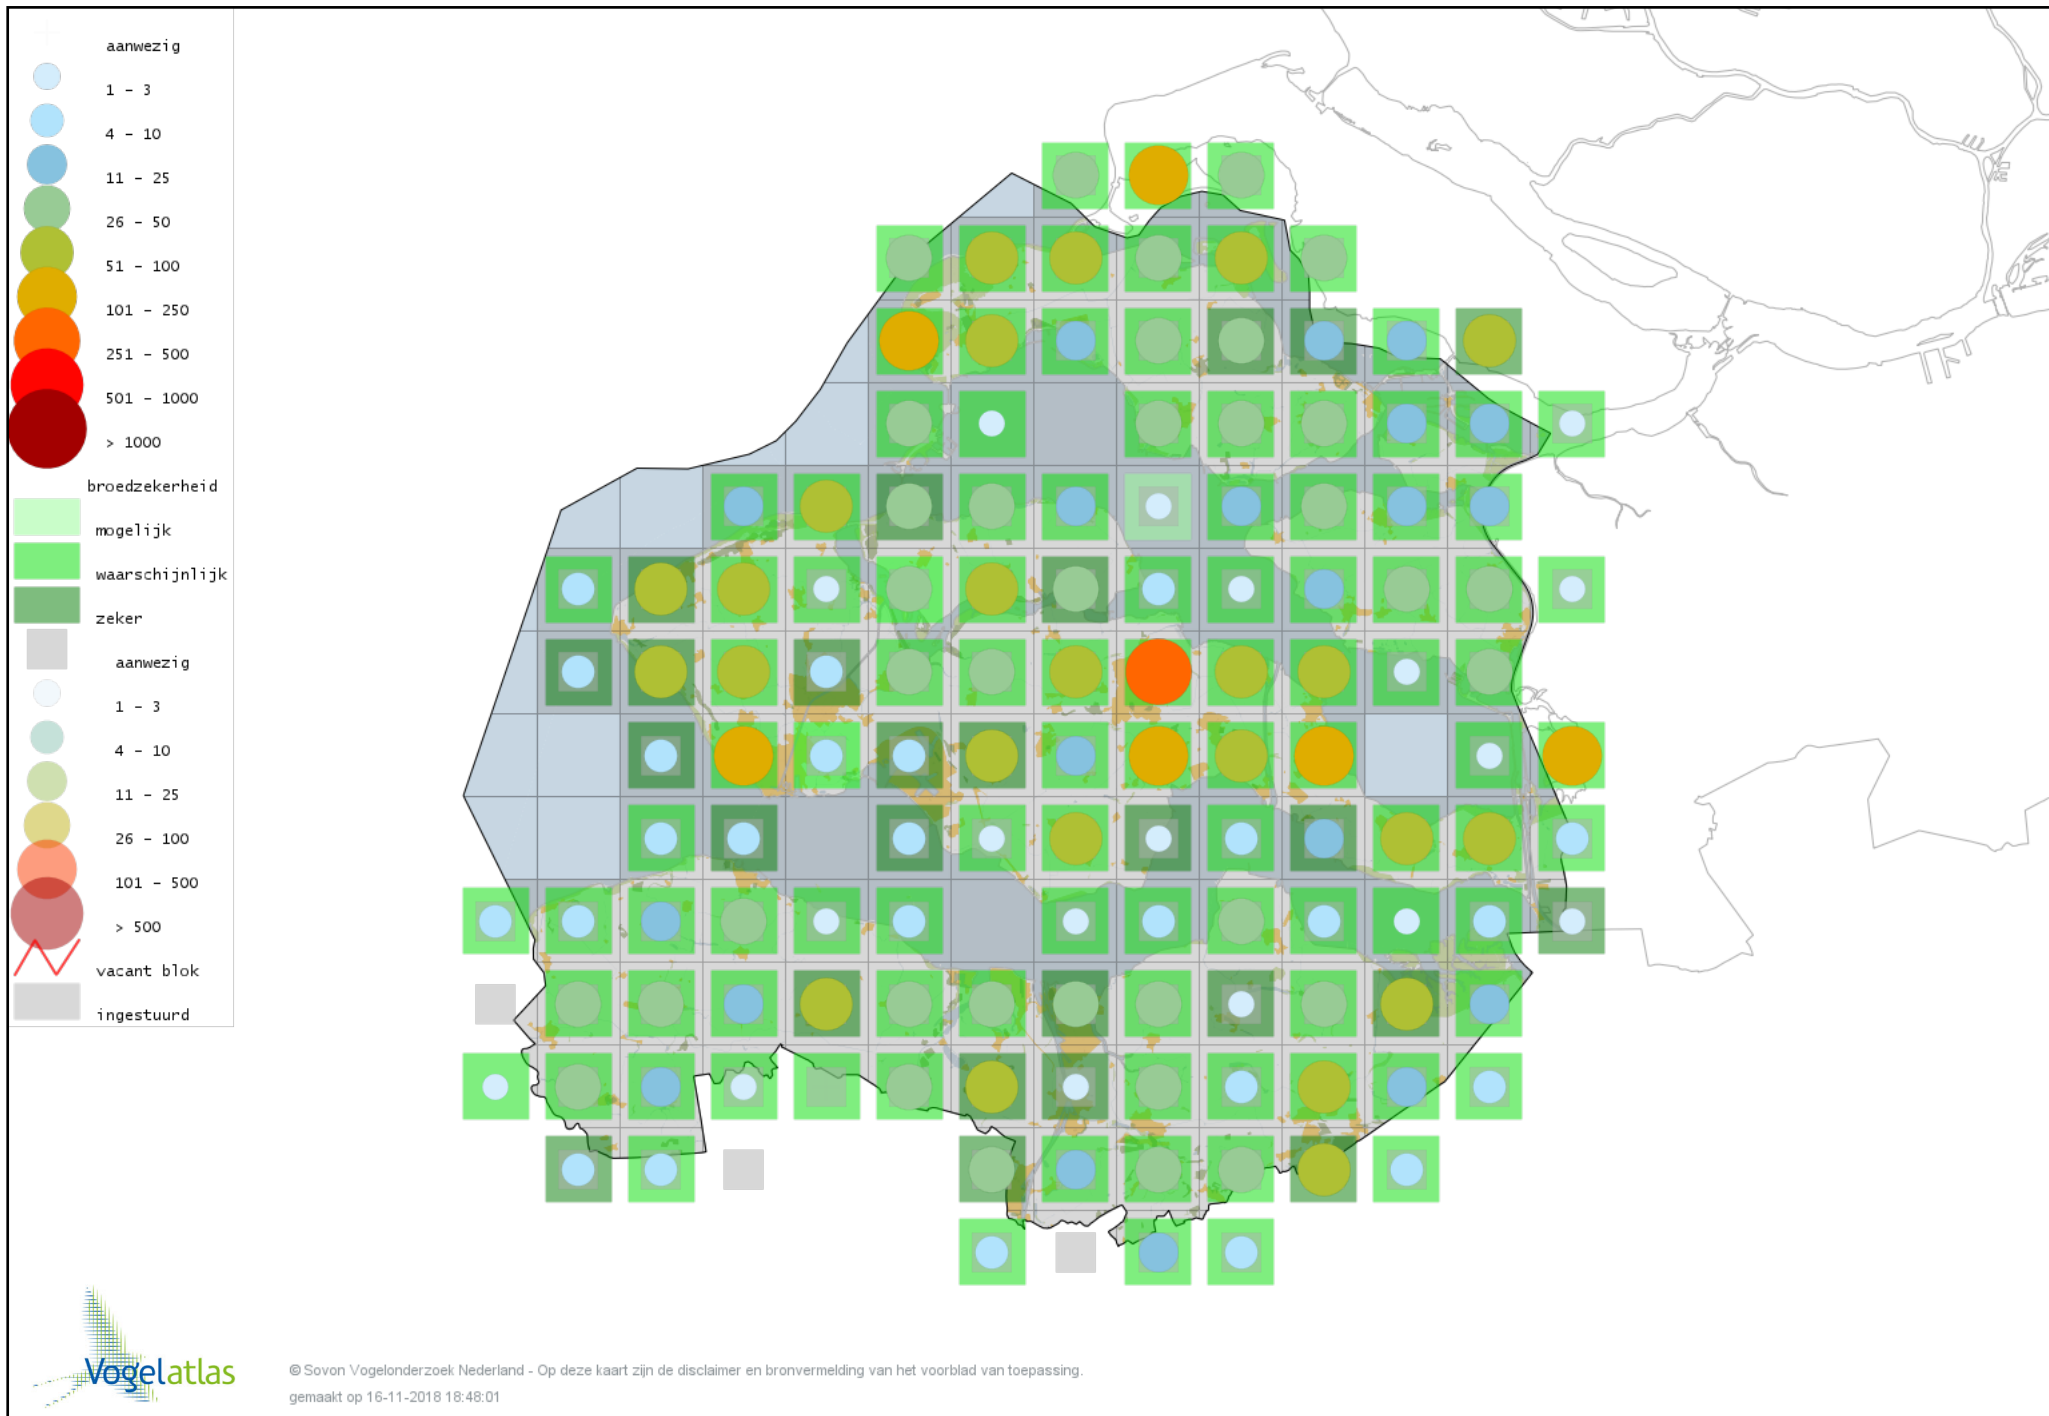 aanwezig
1 – 3
4 – 10
11 – 25
26 – 50
51 – 100
101 – 250
251 – 500
501 – 1000
> 1000
broedzekerheid
mogelijk
waarschijnlijk
zeker
aanwezig
1 – 3
4 – 10
11 – 25
26 – 100
101 – 500
> 500
vacant blok
ingestuurd
Vogelatlas
© Sovon Vogelonderzoek Nederland - Op deze kaart zijn de disclaimer en bronvermelding van het voorblad van toepassing.
gemaakt op 16-11-2018 18:48:01